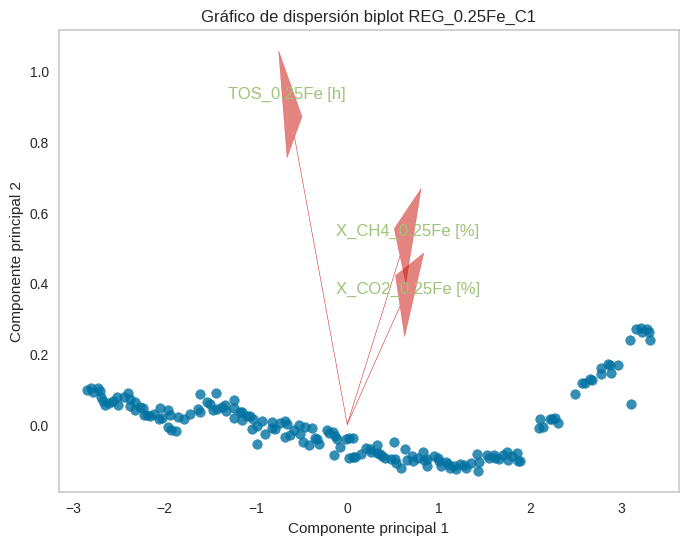 Gráfico de dispersión biplot REG_0.25Fe_C1
Componente principal 2
1.0
0.8
0.6
0.4
0.2
0.0
TOS_0.25Fe [h]
X_CH4_0.25Fe [%]
X_CO2_0.25Fe [%]
−3
−2
−1
0
1
2
3
Componente principal 1